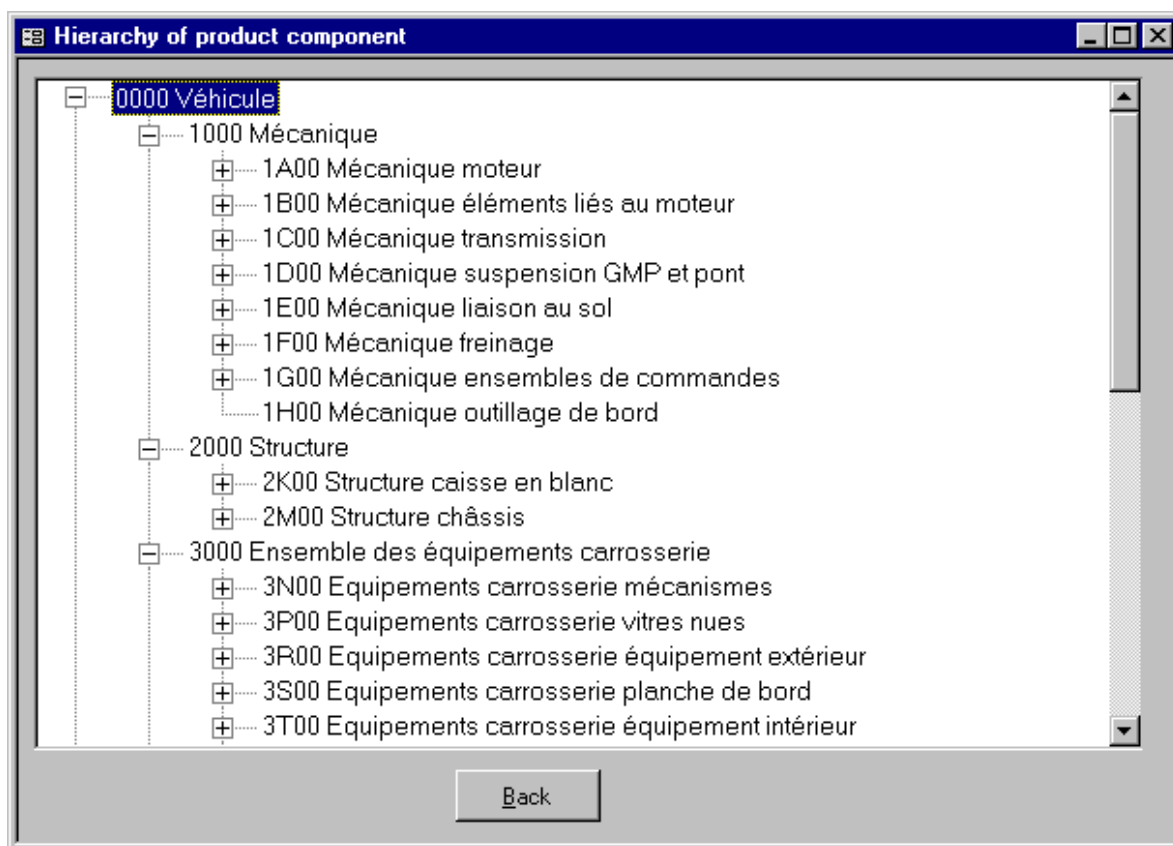 Hierarchy of product component
0000 Véhicule
1000 Mécanique
1A00 Mécanique moteur
1B00 Mécanique éléments liés au moteur
1C00 Mécanique transmission
1D00 Mécanique suspension GMP et pont
1E00 Mécanique liaison au sol
1F00 Mécanique freinage
1G00 Mécanique ensembles de commandes
1H00 Mécanique outillage de bord
2000 Structure
2K00 Structure caisse en blanc
2M00 Structure châssis
3000 Ensemble des équipements carrosserie
3N00 Equipements carrosserie mécanismes
3P00 Equipements carrosserie vitres nues
3R00 Equipements carrosserie équipement extérieur
3S00 Equipements carrosserie planche de bord
3T00 Equipements carrosserie équipement intérieur
Back